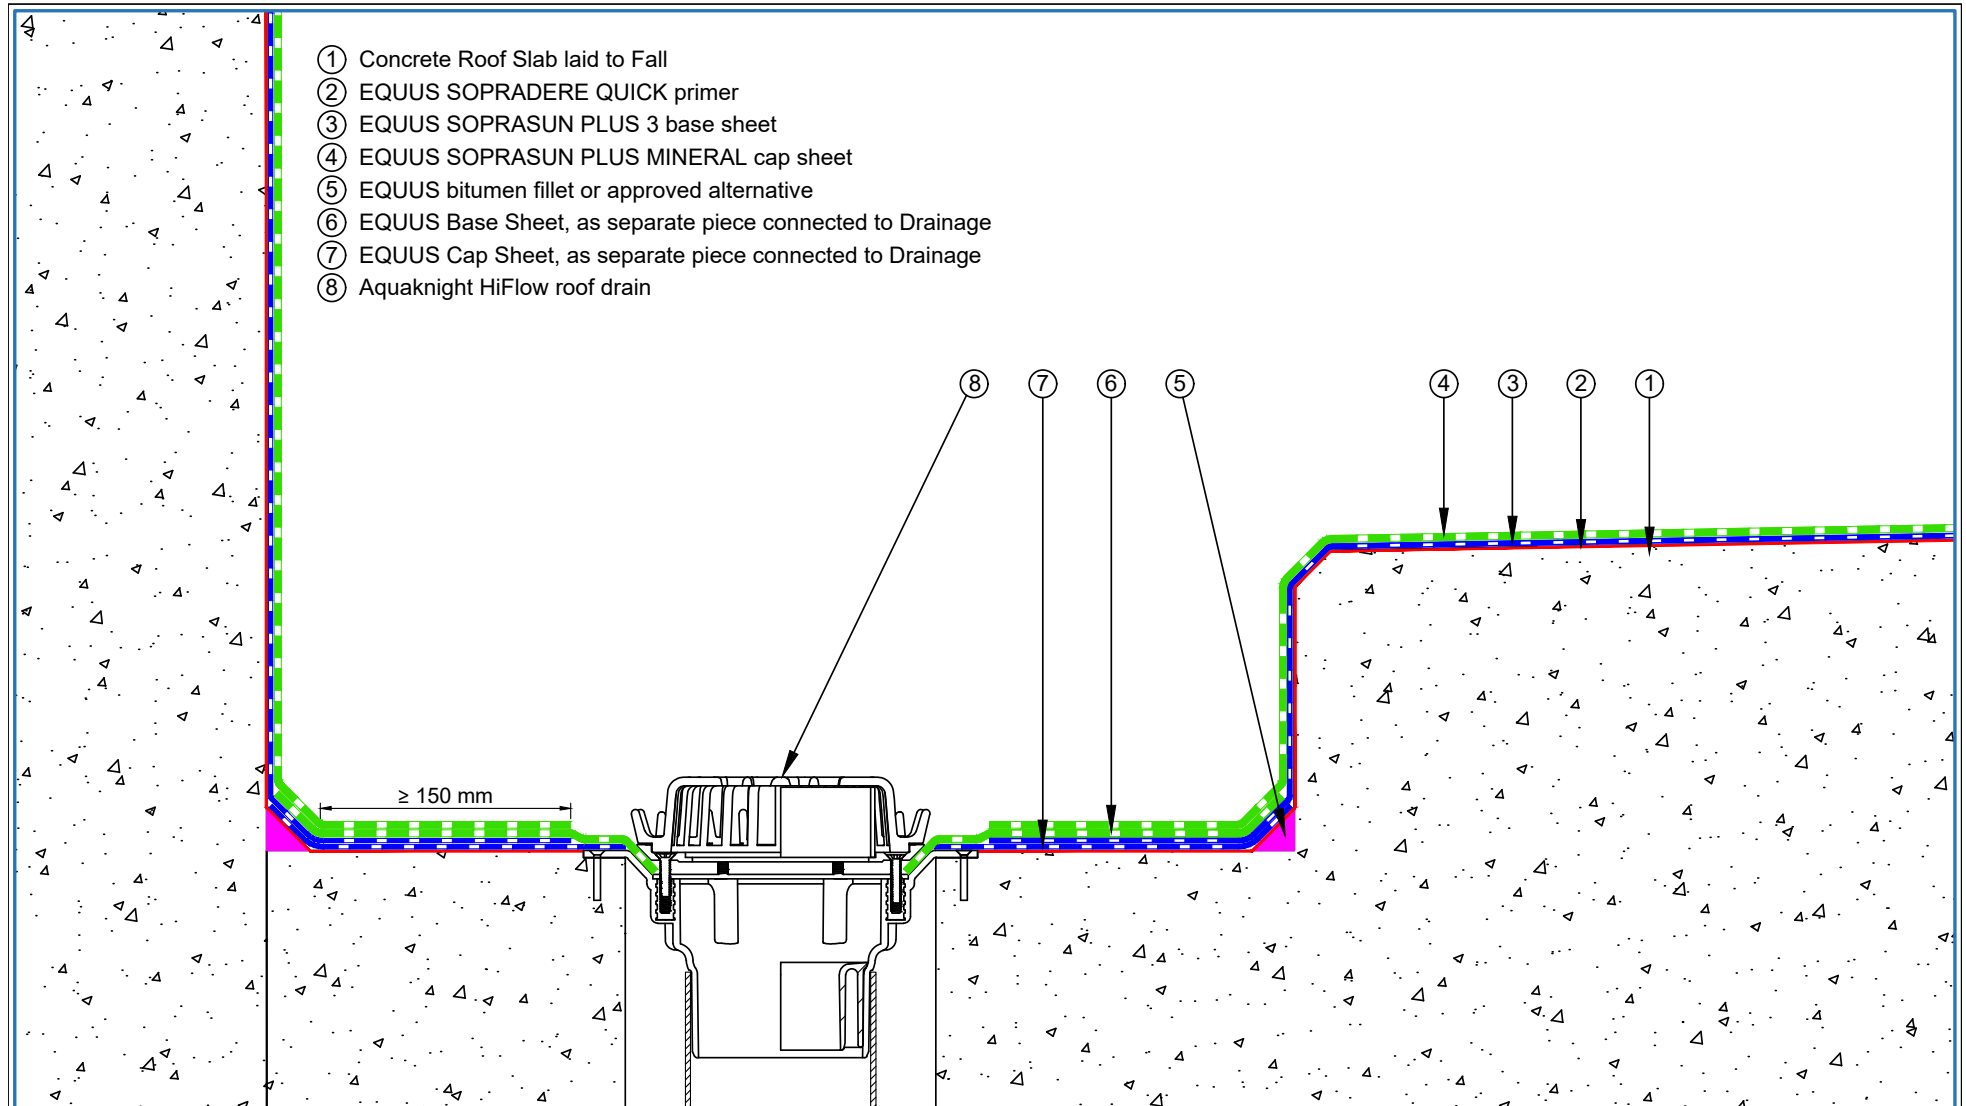 ① Concrete Roof Slab laid to Fall
② EQUUS SOPRADERE QUICK primer
③ EQUUS SOPRASUN PLUS 3 base sheet
④ EQUUS SOPRASUN PLUS MINERAL cap sheet
⑤ EQUUS bitumen fillet or approved alternative
⑥ EQUUS Base Sheet, as separate piece connected to Drainage
⑦ EQUUS Cap Sheet, as separate piece connected to Drainage
⑧ Aquaknight HiFlow roof drain
⑧ ⑦ ⑥ ⑤ ④ ③ ② ①
≥ 150 mm